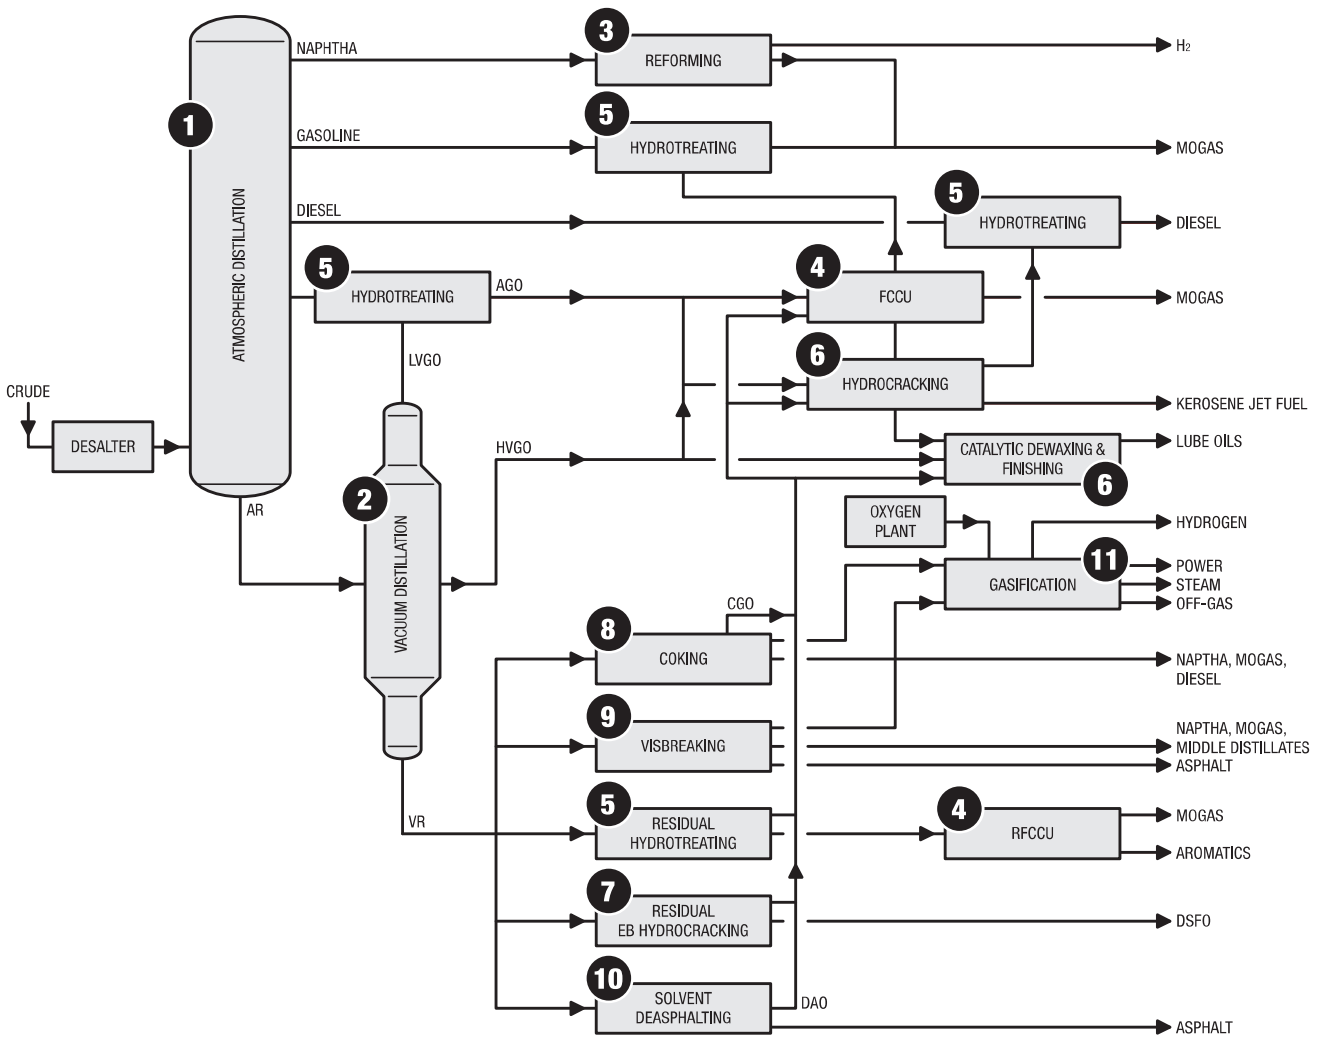 3
NAPHTHA
REFORMING
H2
1
5
GASOLINE
HYDROTREATING
MOGAS
5
DIESEL
HYDROTREATING
DIESEL
ATMOSPHERIC DISTILLATION
5
HYDROTREATING
AGO
4
FCCU
MOGAS
LVGO
6
HYDROCRACKING
CRUDE
KEROSENE JET FUEL
DESALTER
HVGO
CATALYTIC DEWAXING &
FINISHING
6
LUBE OILS
2
VACUUM DISTILLATION
AR
OXYGEN
PLANT
HYDROGEN
11
GASIFICATION
POWER
STEAM
OFF-GAS
CGO
8
COKING
NAPTHA, MOGAS,
DIESEL
9
VISBREAKING
NAPTHA, MOGAS,
MIDDLE DISTILLATES
ASPHALT
VR
5
RESIDUAL
HYDROTREATING
4
RFCCU
MOGAS
AROMATICS
7
RESIDUAL
EB HYDROCRACKING
DSFO
10
SOLVENT
DEASPHALTING
DAO
ASPHALT